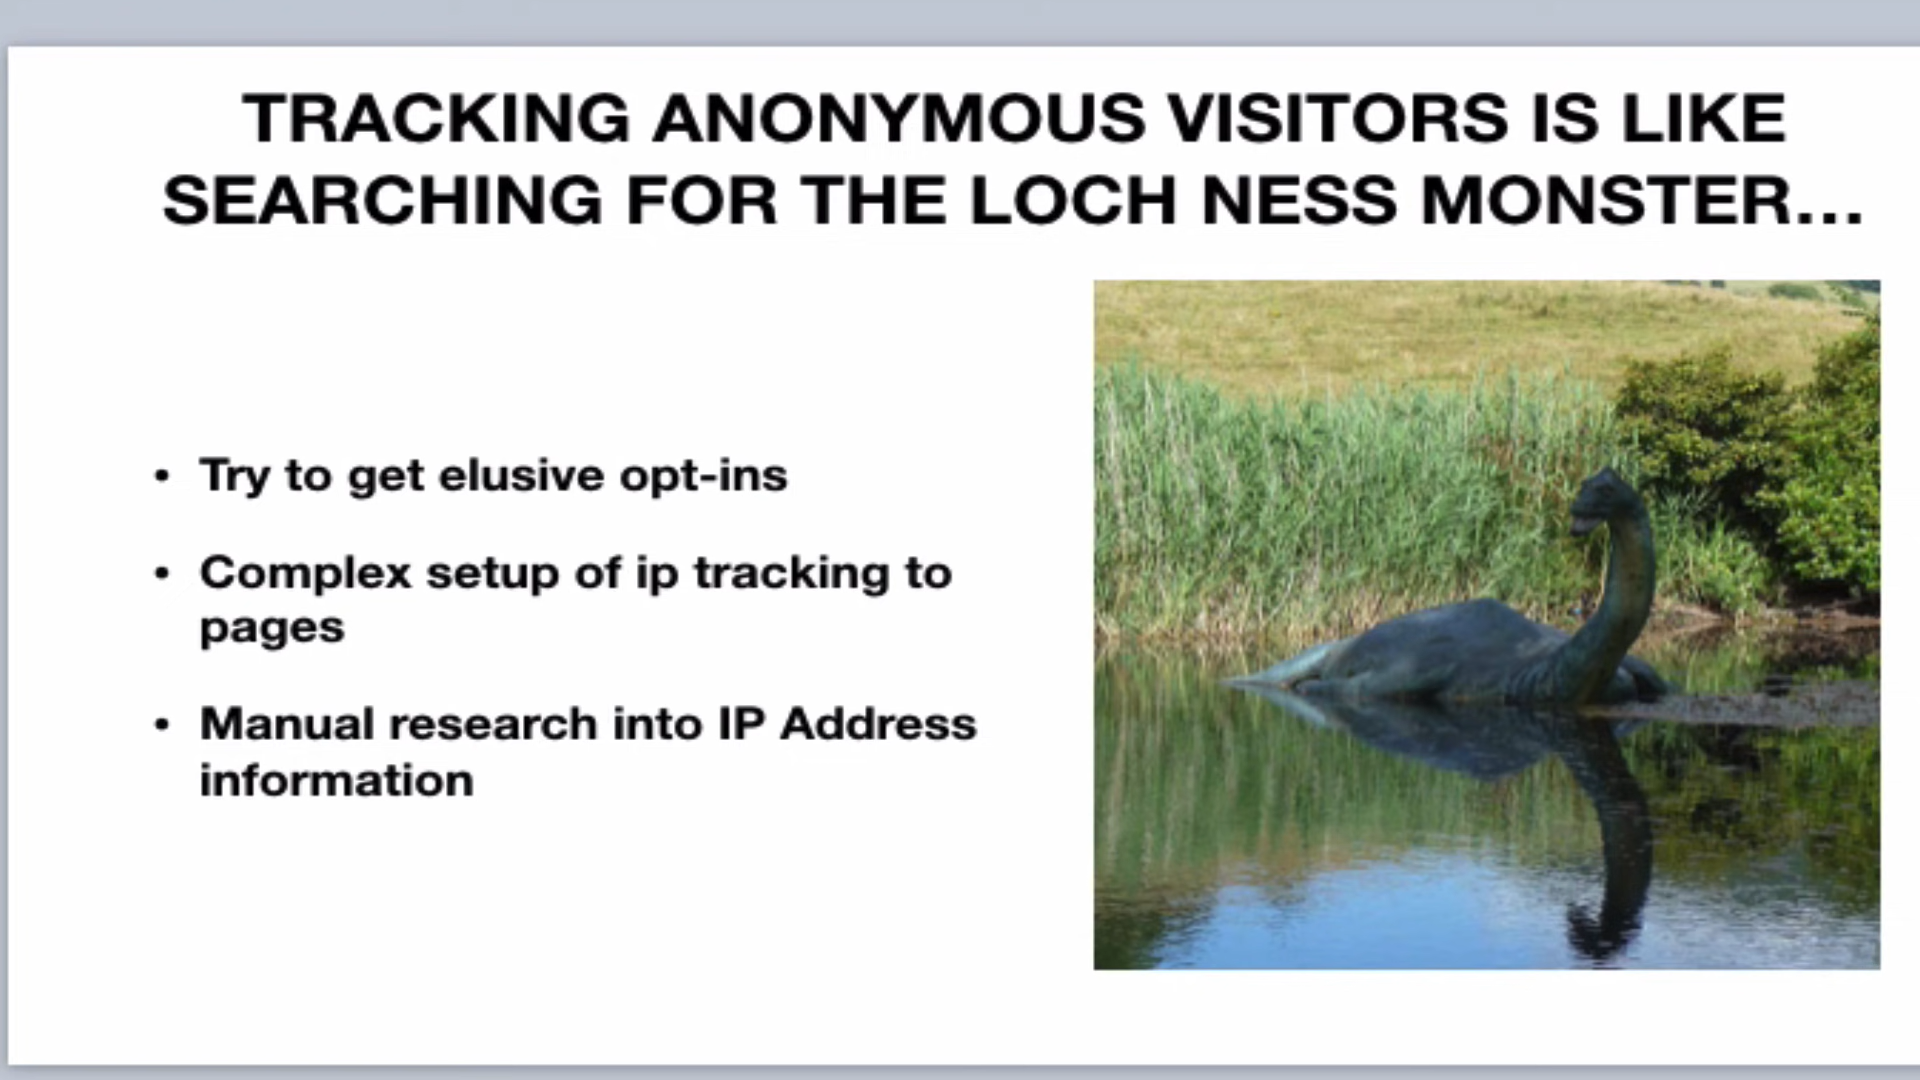 TRACKING ANONYMOUS VISITORS IS LIKE
SEARCHING FOR THE LOCH NESS MONSTER...
• Try to get elusive opt-ins
• Complex setup of ip tracking to
pages
• Manual research into IP Address
information